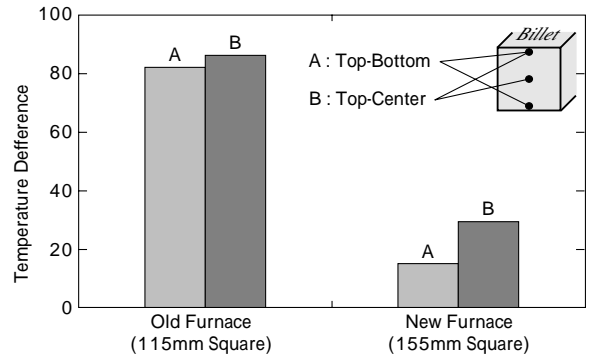 100
80
60
40
20
0
Temperature Defference
A
B
A
B
A : Top-Bottom
B : Top-Center
Billet
Old Furnace
(115mm Square)
New Furnace
(155mm Square)